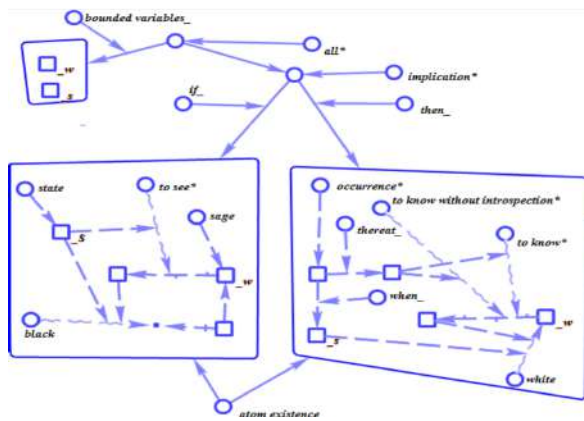 bounded variables_
all*
_w
implication*
_s
if_
then_
state
to see*
sage
_S
_w
black
occurrence*
to know without introspection*
thereat_
to know*
when_
_w
_s
white
atom existence